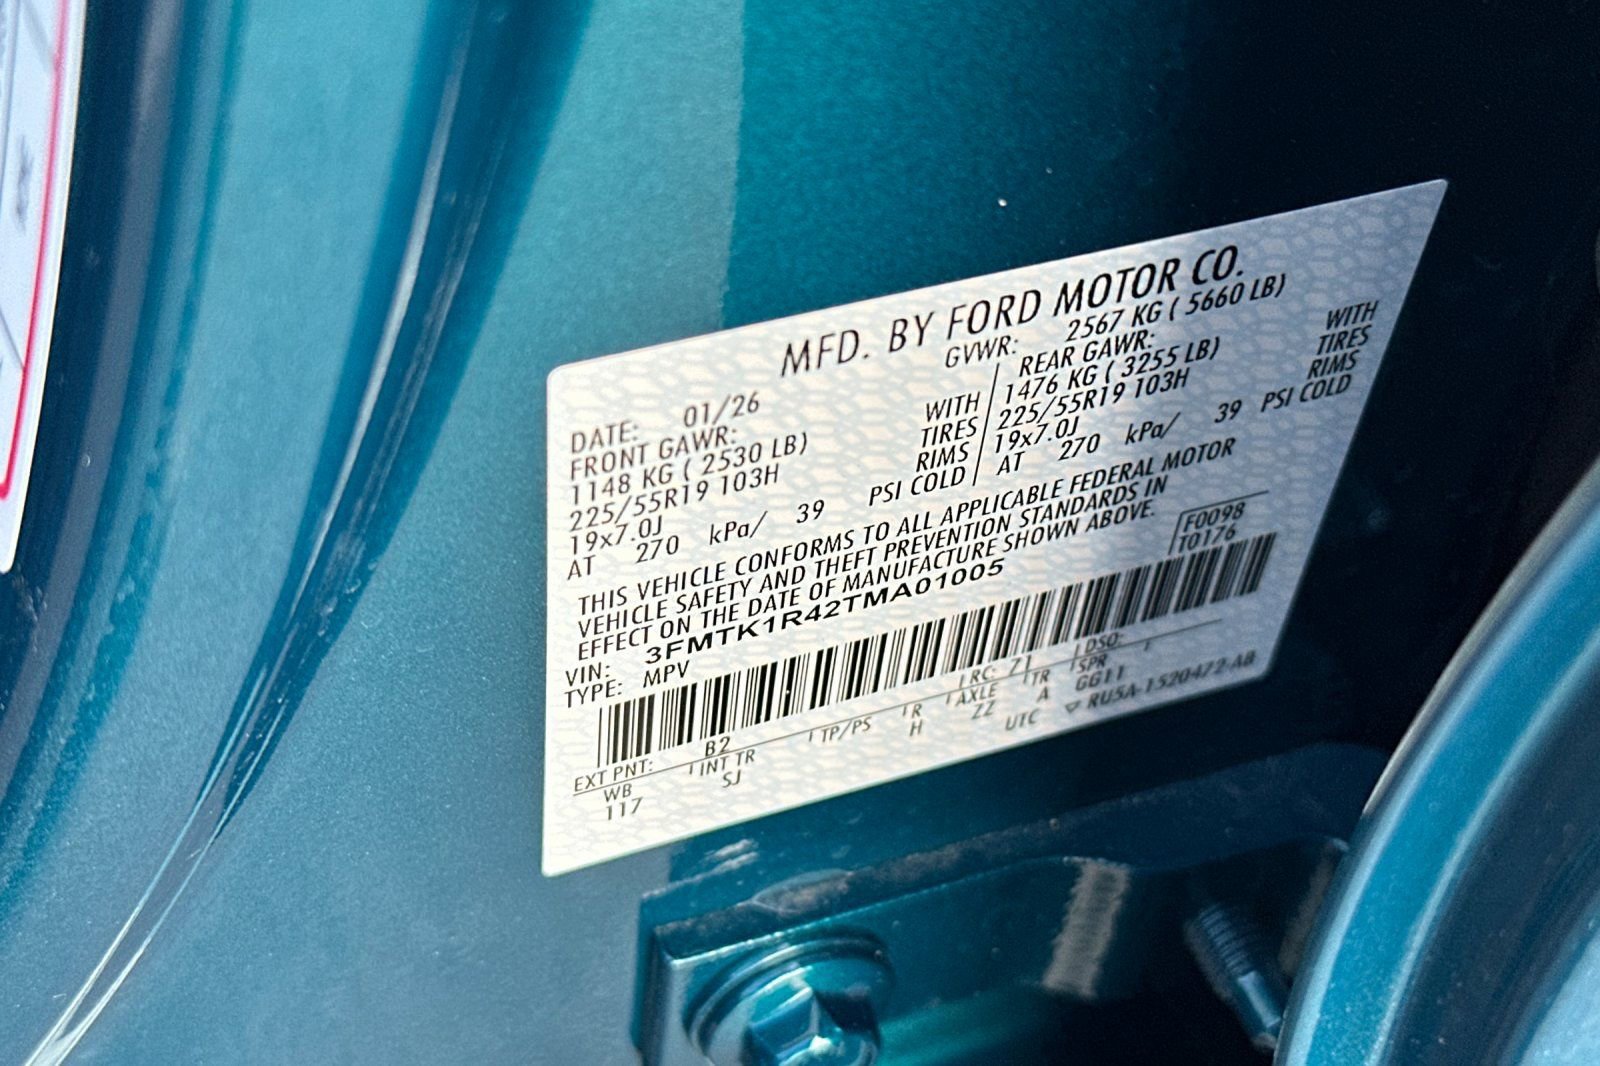 MFD. BY FORD MOTOR CO.
DATE: 01/26 GVWR: 2567 KG ( 5660 LB)
FRONT GAWR: REAR GAWR:
1148 KG ( 2530 LB) WITH 1476 KG ( 3255 LB) WITH
225/55R19 103H TIRES 225/55R19 103H TIRES
19x7.0J RIMS 19x7.0J RIMS
AT 270 kPa/ 39 PSI COLD AT 270 kPa/ 39 PSI COLD
THIS VEHICLE CONFORMS TO ALL APPLICABLE FEDERAL MOTOR
VEHICLE SAFETY AND THEFT PREVENTION STANDARDS IN
EFFECT ON THE DATE OF MANUFACTURE SHOWN ABOVE.
VIN: 3FMTK1R42TMA01005 F0098
TYPE: MPV T0176
EXT PNT: B2 RC: Z1 DSO:
WB INT TR TP/PS R AXLE TR SPR
117 SJ H ZZ A GG11
UTC ▽ RU5A-1520472-AB